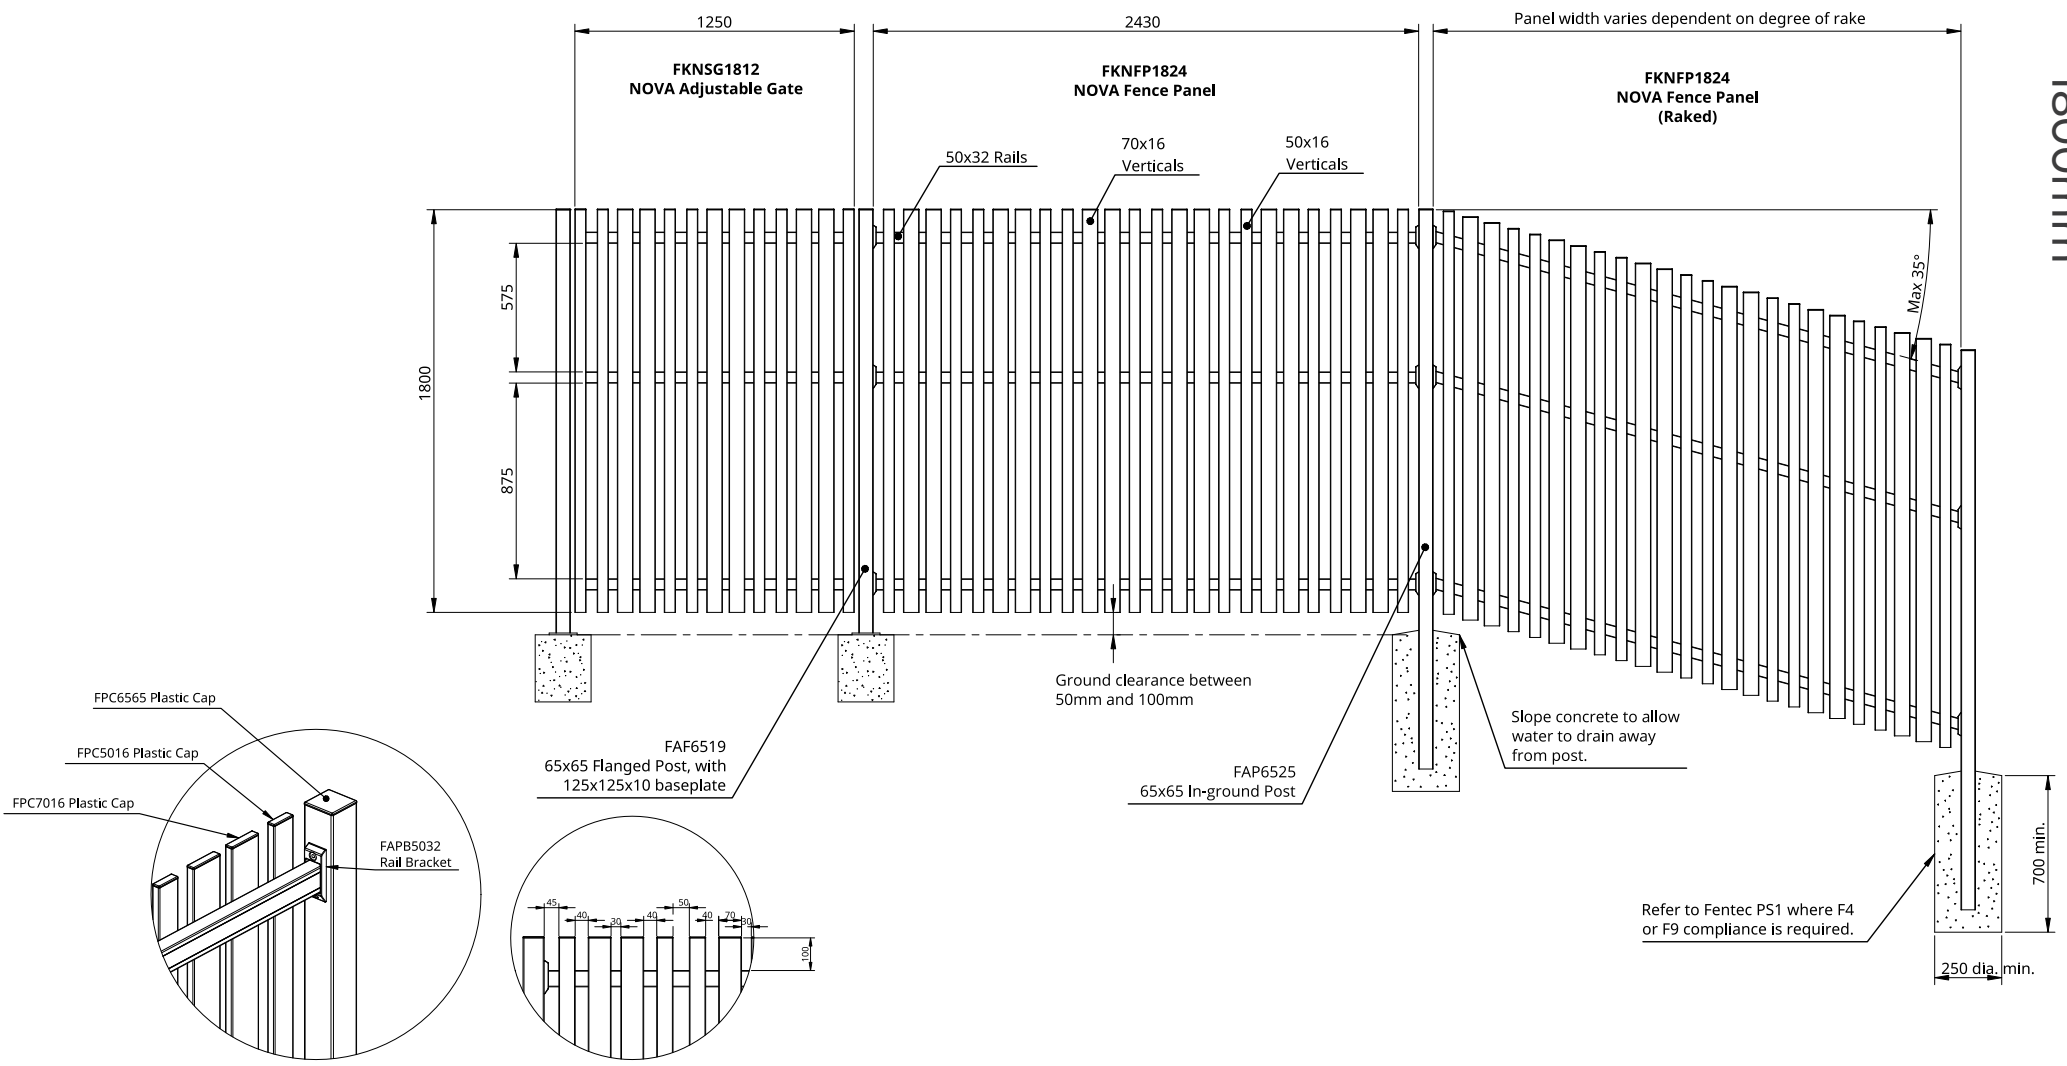 1250
2430
Panel width varies dependent on degree of rake
FKNSG1812
NOVA Adjustable Gate
FKNFP1824
NOVA Fence Panel
FKNFP1824
NOVA Fence Panel
(Raked)
1800mm
50x32 Rails
70x16
Verticals
50x16
Verticals
1800
575
875
Max 35°
Ground clearance between
50mm and 100mm
FAF6519
65x65 Flanged Post, with
125x125x10 baseplate
FAP6525
65x65 In-ground Post
Slope concrete to allow
water to drain away
from post.
700 min.
Refer to Fentec PS1 where F4
or F9 compliance is required.
250 dia. min.
FPC6565 Plastic Cap
FPC5016 Plastic Cap
FPC7016 Plastic Cap
FAPB5032
Rail Bracket
45
40
30
40
50
40
70
30
100